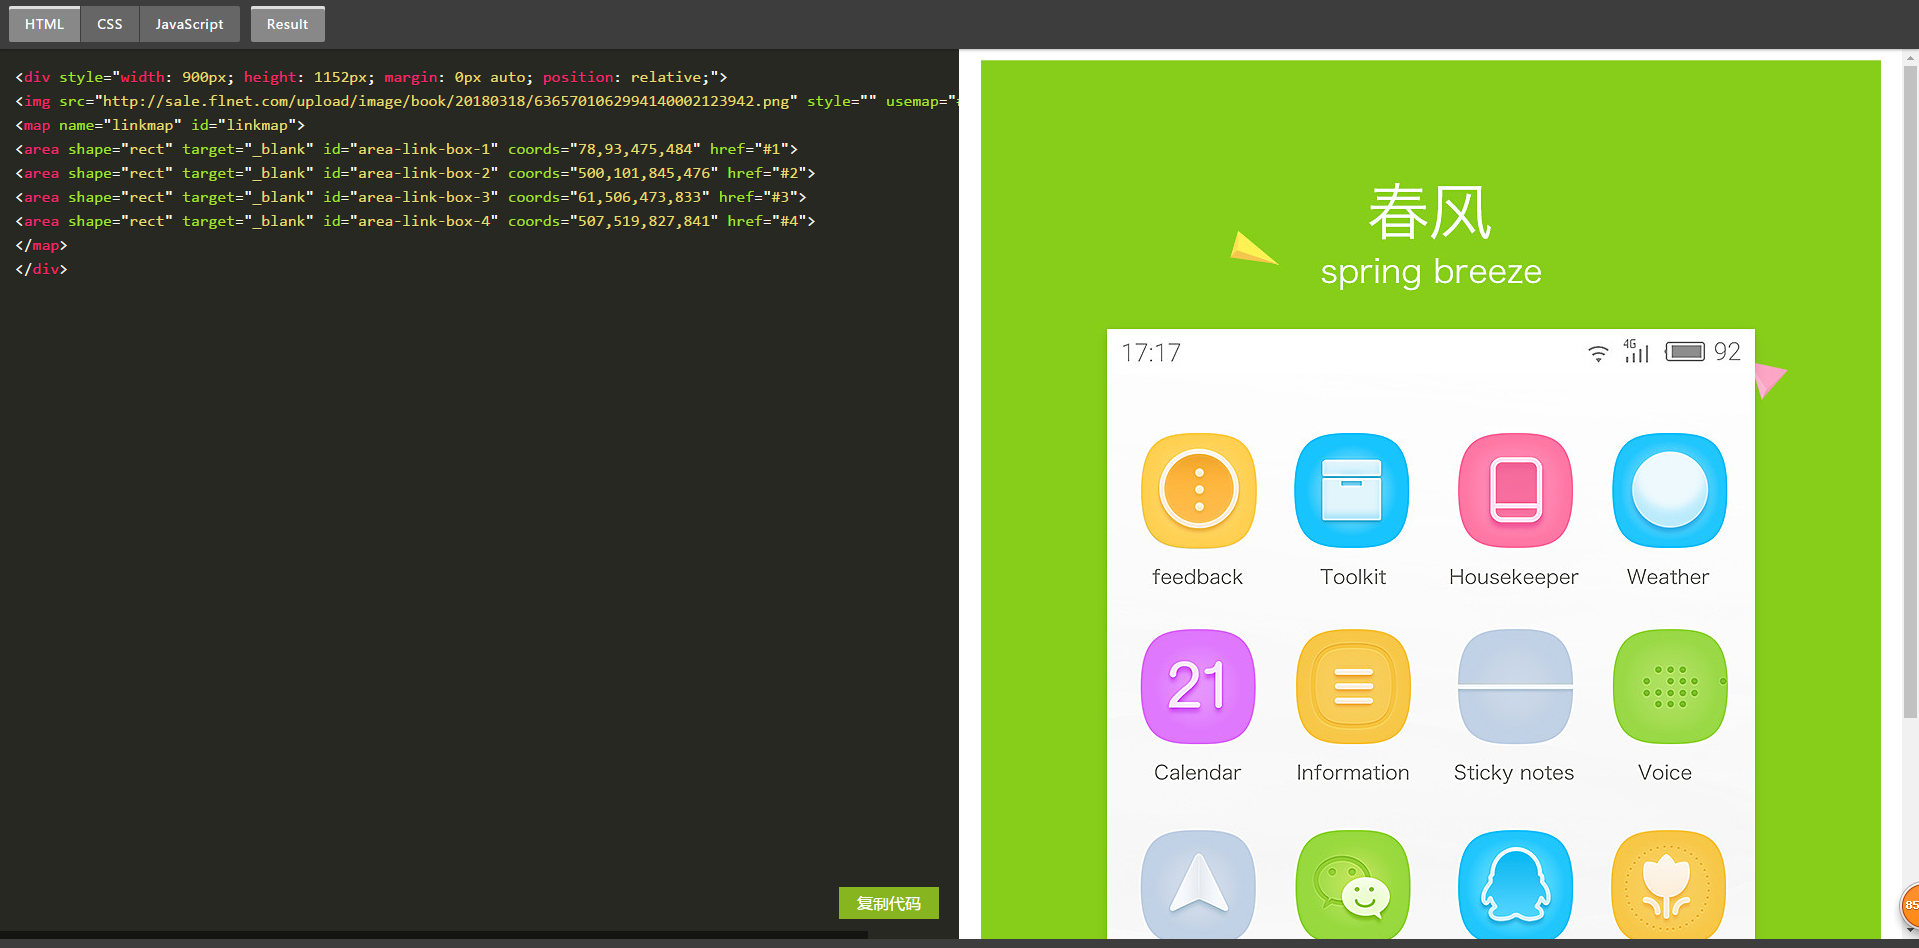 HTML CSS JavaScript Result
<div style="width: 900px; height: 1152px; margin: 0px auto; position: relative;">
<img src="http://sale.flnet.com/upload/image/book/20180318/6365701062994140002123942.png" style="" usemap="
<map name="linkmap" id="linkmap">
<area shape="rect" target="_blank" id="area-link-box-1" coords="78,93,475,484" href="#1">
<area shape="rect" target="_blank" id="area-link-box-2" coords="500,101,845,476" href="#2">
<area shape="rect" target="_blank" id="area-link-box-3" coords="61,506,473,833" href="#3">
<area shape="rect" target="_blank" id="area-link-box-4" coords="507,519,827,841" href="#4">
</map>
</div>
复制代码
春风
spring breeze
17:17 4G 92
feedback Toolkit Housekeeper Weather
21
Calendar Information Sticky notes Voice
85